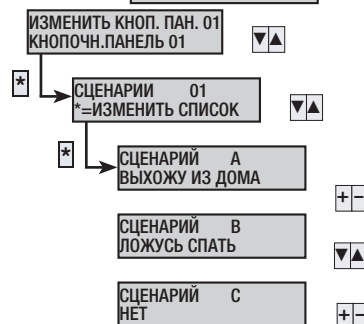 ИЗМЕНИТЬ КНОП. ПАН. 01
КНОПОЧН.ПАНЕЛЬ 01
▼▲
*
СЦЕНАРИИ 01
*=ИЗМЕНИТЬ СПИСОК
▼▲
*
СЦЕНАРИЙ A
ВЫХОЖУ ИЗ ДОМА
+ −
СЦЕНАРИЙ B
ЛОЖУСЬ СПАТЬ
▼▲
СЦЕНАРИЙ C
НЕТ
+ −